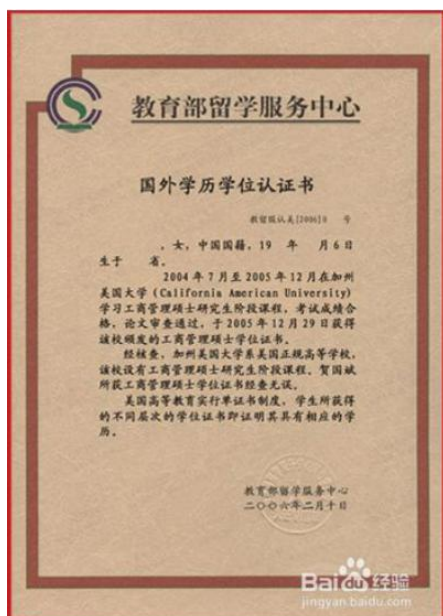 教育部留学服务中心
国外学历学位认证书
教留服认美[2006]0 号
，女，中国国籍，19 年 月6日
生于 省。
2004年7月至2005年12月在加州
美国大学(California American University)
学习工商管理硕士研究生阶段课程，考试成绩合
格，论文审查通过，于2005年12月29日获得
该校颁发的工商管理硕士学位证书。
经核查，加州美国大学系美国正规高等学校，
该校设有工商管理硕士研究生阶段课程。贺国斌
所获工商管理硕士学位证书经查无误。
美国高等教育实行单证书制度，学生所获得
的不同层次的学位证书即证明其具有相应的学
历。
教育部留学服务中心
二〇〇六年二月十日
Baidu经验
jingyan.baidu.com